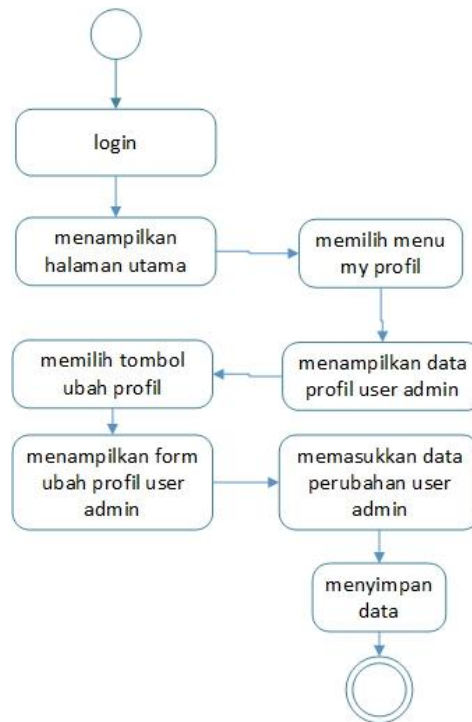 login
menampilkan
halaman utama
memilih menu
my profil
menampilkan data
profil user admin
memilih tombol
ubah profil
menampilkan form
ubah profil user
admin
memasukkan data
perubahan user
admin
menyimpan
data